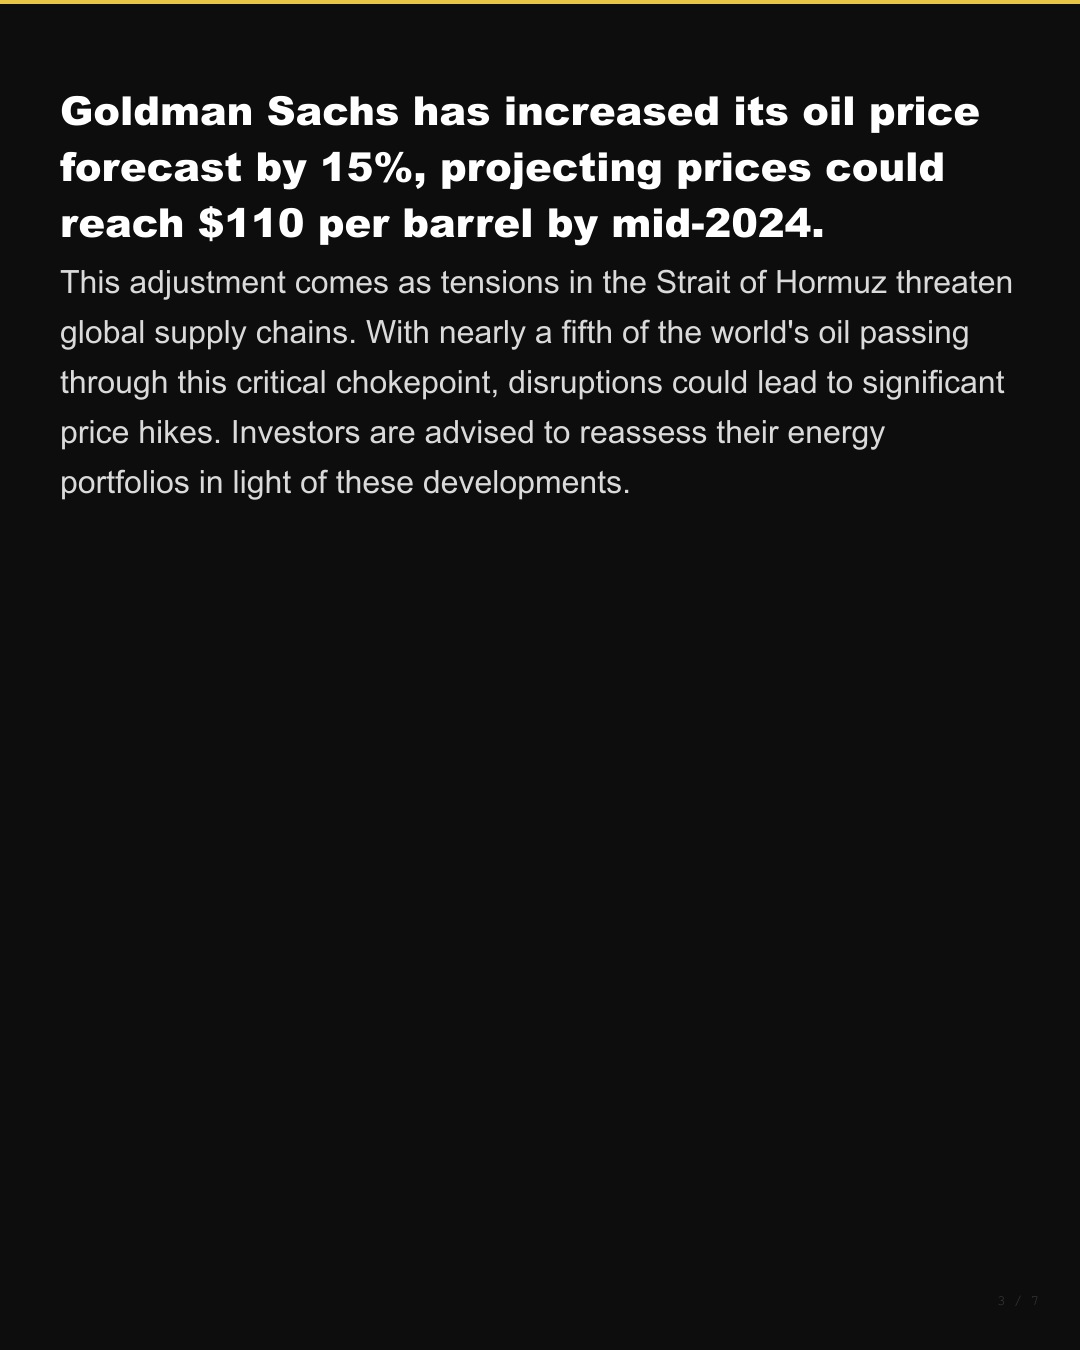 Goldman Sachs has increased its oil price
forecast by 15%, projecting prices could
reach $110 per barrel by mid-2024.
This adjustment comes as tensions in the Strait of Hormuz threaten
global supply chains. With nearly a fifth of the world's oil passing
through this critical chokepoint, disruptions could lead to significant
price hikes. Investors are advised to reassess their energy
portfolios in light of these developments.
3 / 7